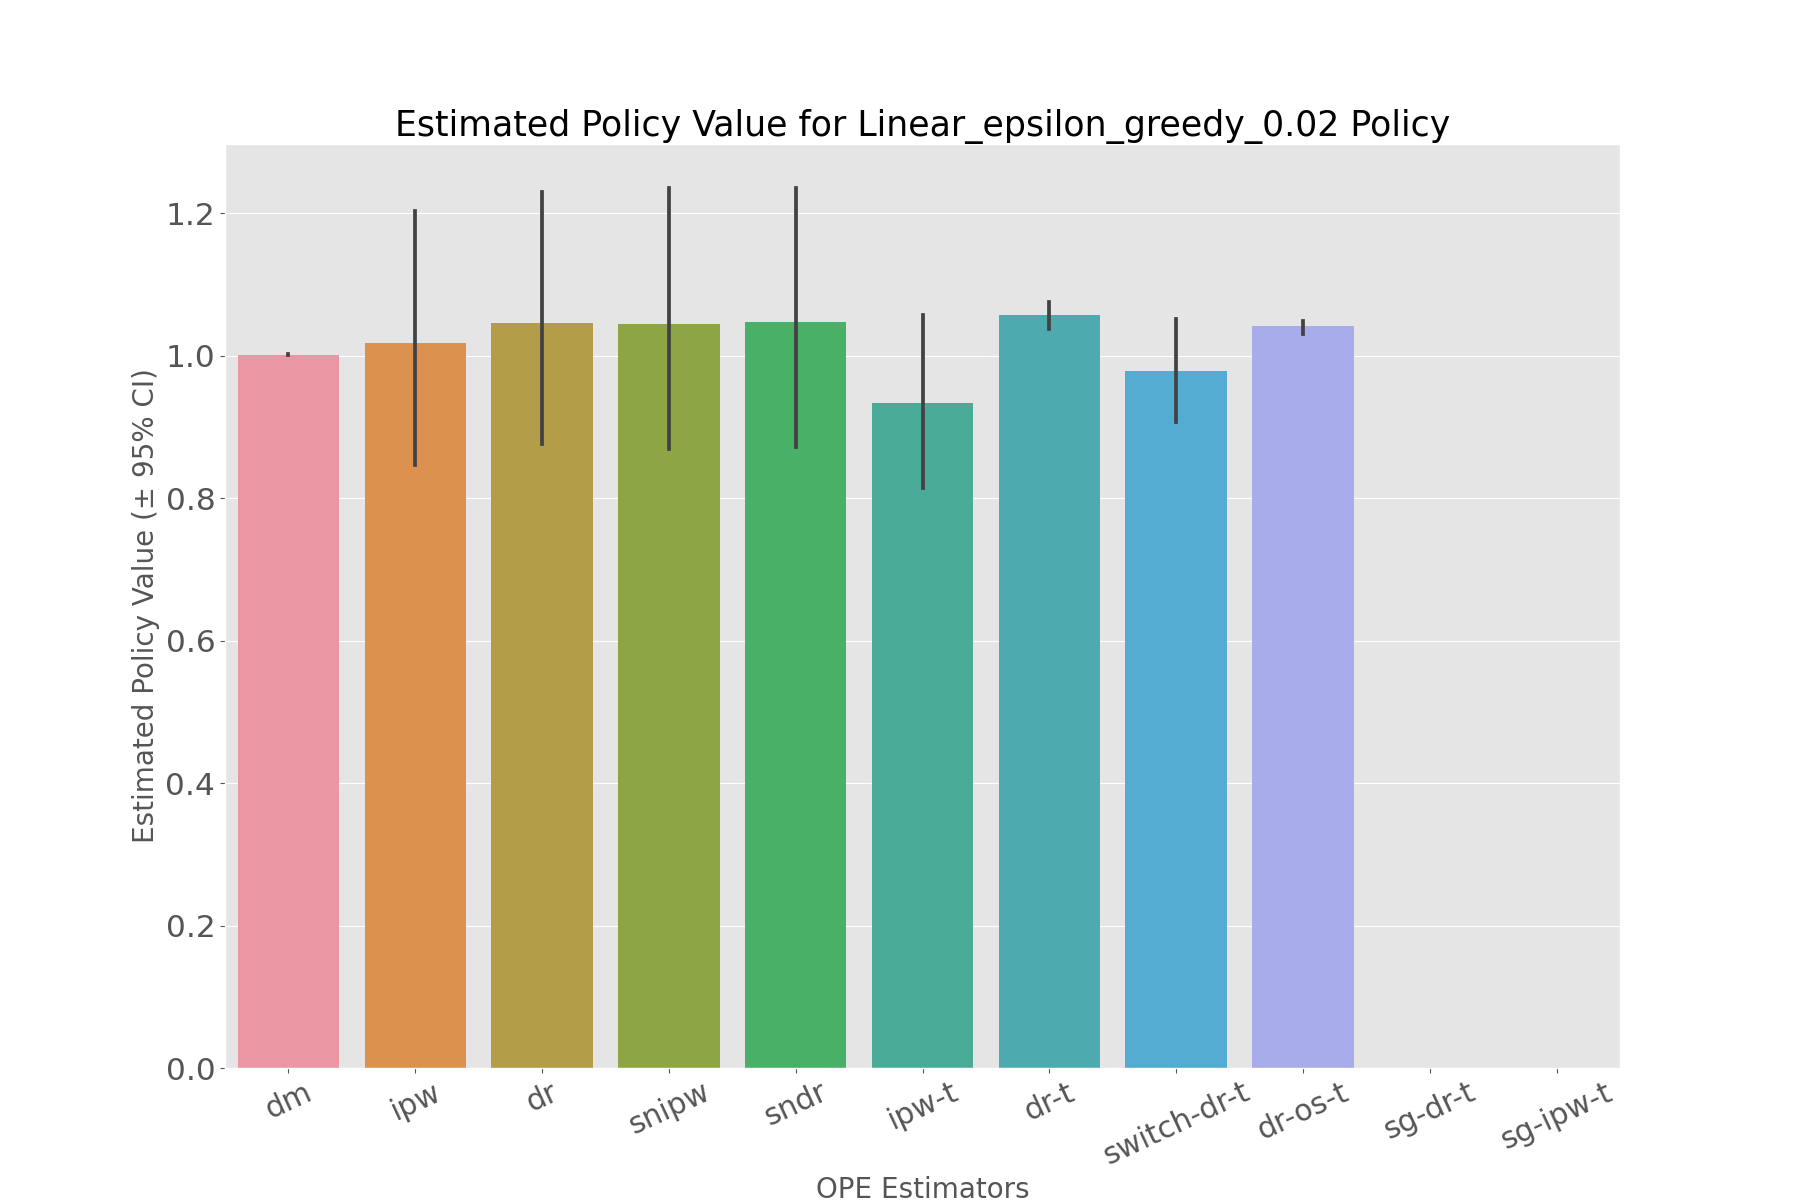 Estimated Policy Value for Linear_epsilon_greedy_0.02 Policy
Estimated Policy Value (± 95% CI)
1.2
1.0
0.8
0.6
0.4
0.2
0.0
dm
ipw
dr
snipw
sndr
ipw-t
dr-t
switch-dr-t
dr-os-t
sg-dr-t
sg-ipw-t
OPE Estimators